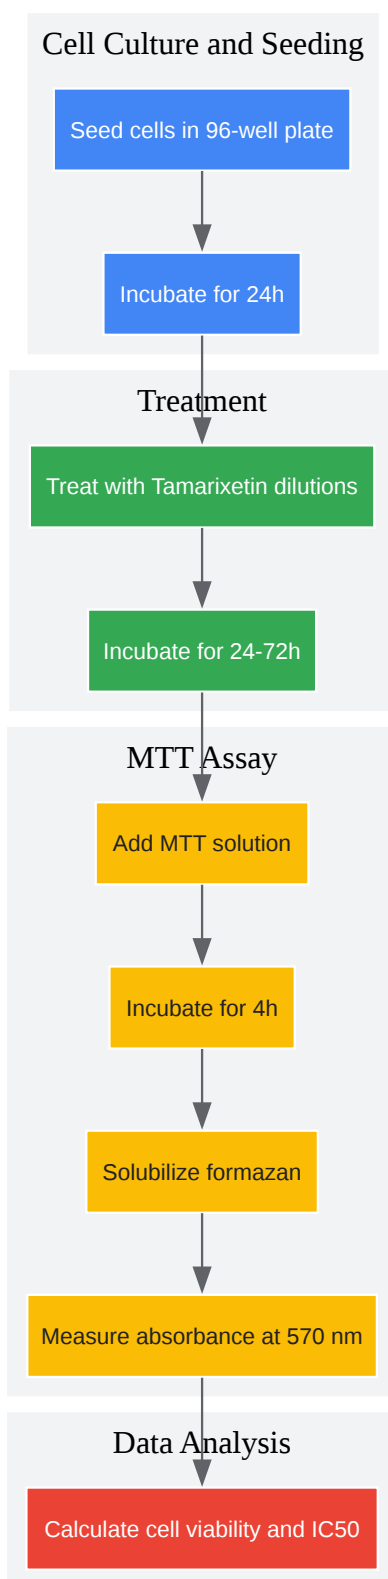 Cell Culture and Seeding
Seed cells in 96-well plate
Incubate for 24h
Treatment
Treat with Tamarixetin dilutions
Incubate for 24-72h
MTT Assay
Add MTT solution
Incubate for 4h
Solubilize formazan
Measure absorbance at 570 nm
Data Analysis
Calculate cell viability and IC50